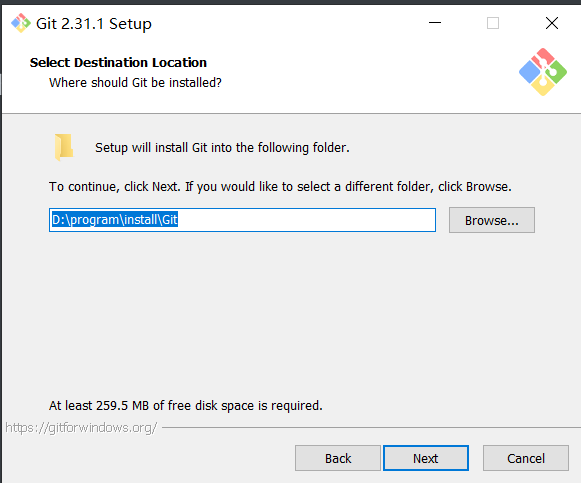 Git 2.31.1 Setup
Select Destination Location
Where should Git be installed?
Setup will install Git into the following folder.
To continue, click Next. If you would like to select a different folder, click Browse.
D:\program\install\Git
Browse...
At least 259.5 MB of free disk space is required.
https://gitforwindows.org/
Back
Next
Cancel